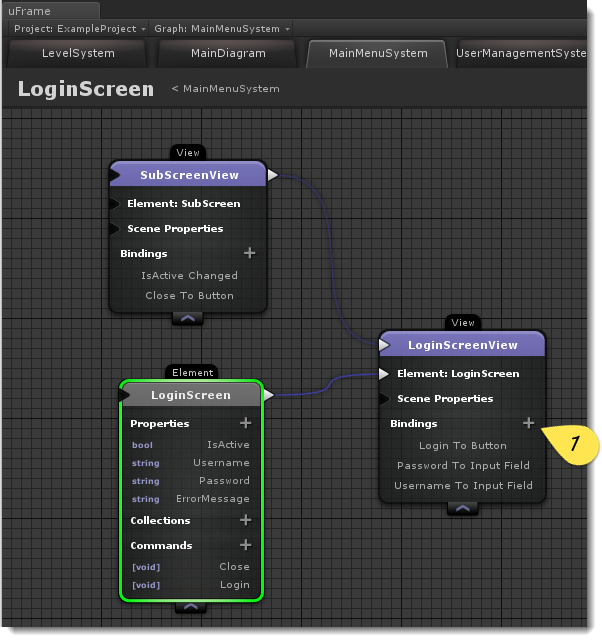 uFrame
Project: ExampleProject Graph: MainMenuSystem
LevelSystem MainDiagram MainMenuSystem UserManagementSyste
LoginScreen < MainMenuSystem
View
SubScreenView
Element: SubScreen
Scene Properties
Bindings +
IsActive Changed
Close To Button
View
LoginScreenView
Element: LoginScreen
Scene Properties
Bindings +
Login To Button
Password To Input Field
Username To Input Field
1
Element
LoginScreen
Properties +
bool IsActive
string Username
string Password
string ErrorMessage
Collections +
Commands +
[void] Close
[void] Login